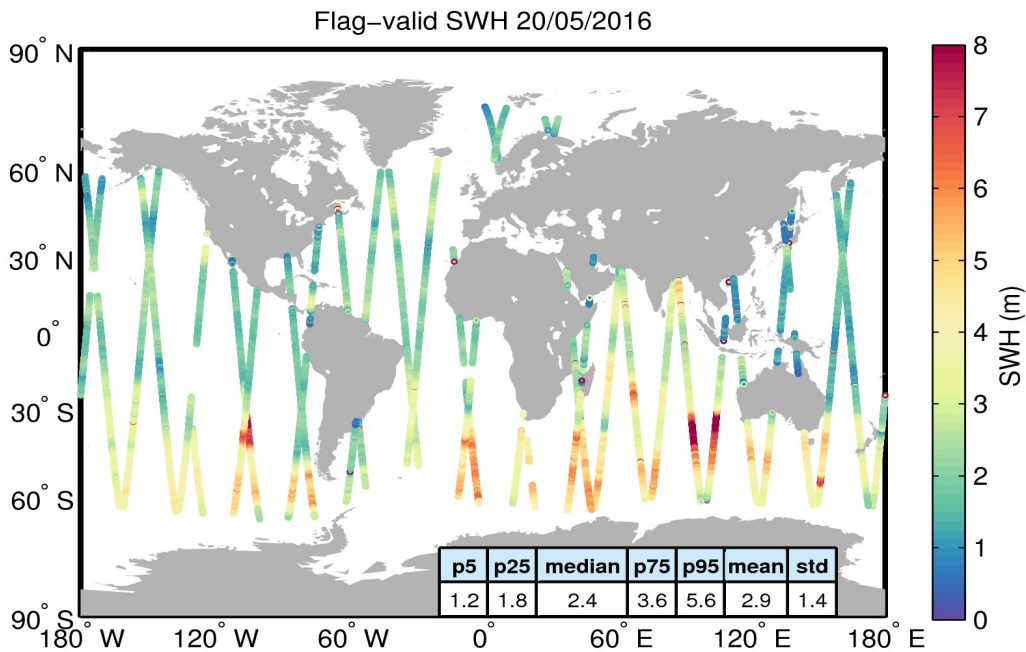 Flag−valid SWH 20/05/2016
90° N
60° N
30° N
0°
30° S
60° S
90° S
180° W
120° W
60° W
0°
60° E
120° E
180° E
p5 p25 median p75 p95 mean std
1.2 1.8 2.4 3.6 5.6 2.9 1.4
8
7
6
5
4
3
2
1
0
SWH (m)